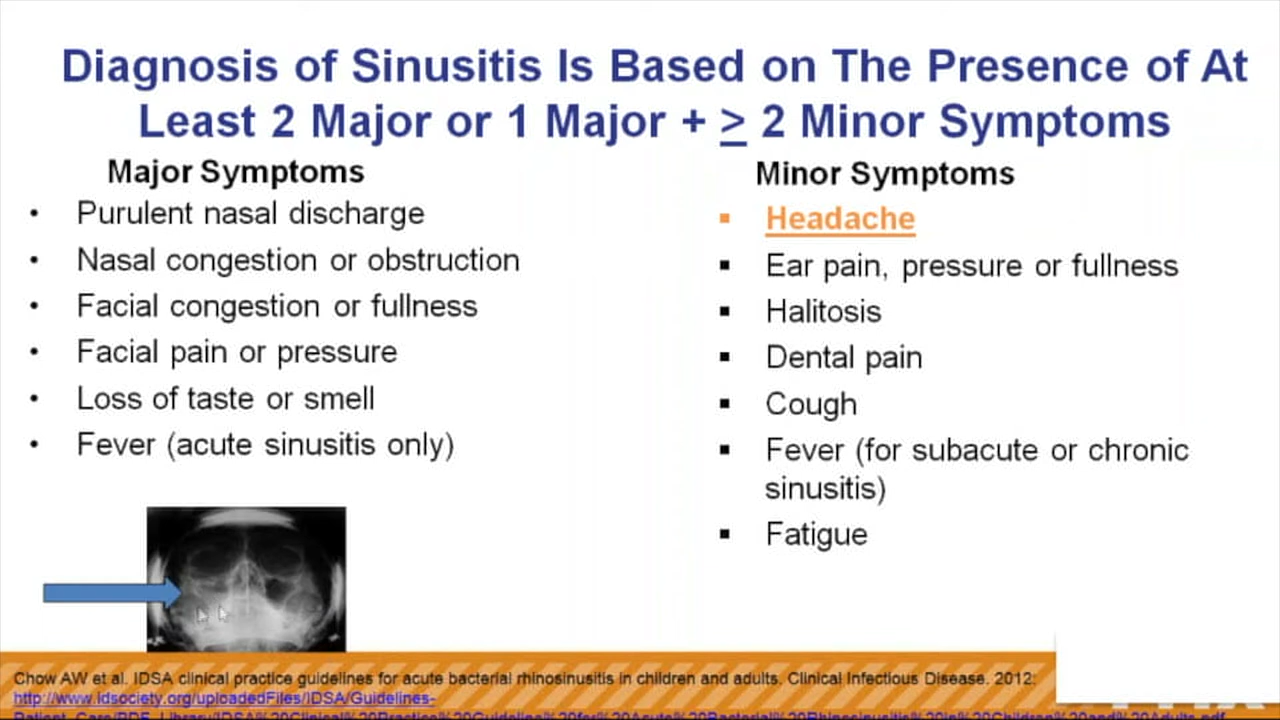 Diagnosis of Sinusitis Is Based on The Presence of At
Least 2 Major or 1 Major + ≥ 2 Minor Symptoms
Major Symptoms
• Purulent nasal discharge
• Nasal congestion or obstruction
• Facial congestion or fullness
• Facial pain or pressure
• Loss of taste or smell
• Fever (acute sinusitis only)
Minor Symptoms
▪ Headache
▪ Ear pain, pressure or fullness
▪ Halitosis
▪ Dental pain
▪ Cough
▪ Fever (for subacute or chronic
sinusitis)
▪ Fatigue
Chow AW et al. IDSA clinical practice guidelines for acute bacterial rhinosinusitis in children and adults. Clinical Infectious Disease. 2012;
http://www.idsociety.org/uploadedFiles/IDSA/Guidelines-